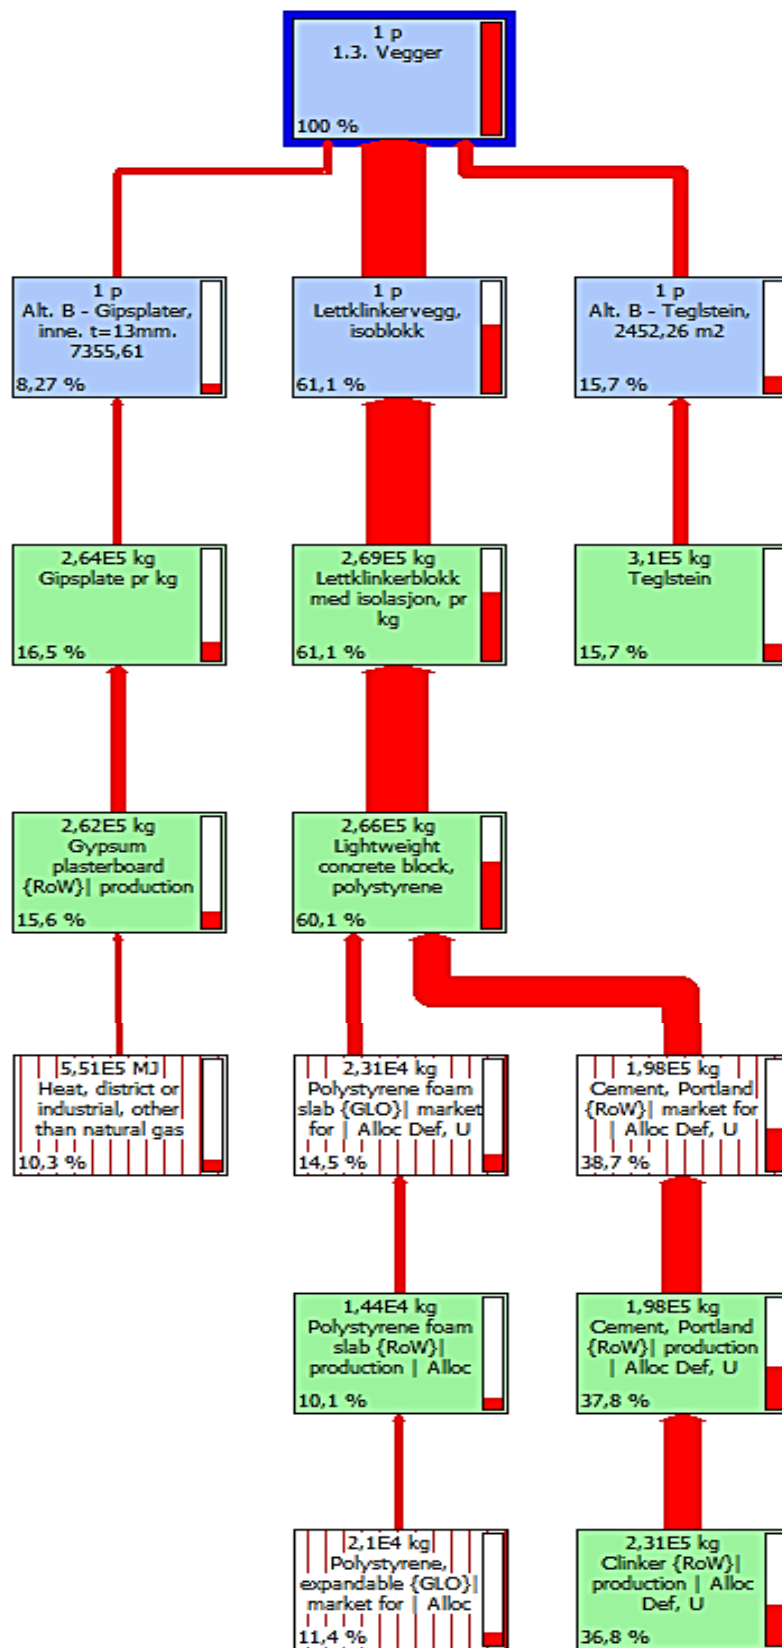 1 p
1.3. Vegger
100 %
1 p
Alt. B - Gipsplater,
inne. t=13mm.
7355,61
8,27 %
1 p
Lettklinkervegg,
isoblokk
61,1 %
1 p
Alt. B - Teglstein,
2452,26 m2
15,7 %
2,64E5 kg
Gipsplate pr kg
16,5 %
2,69E5 kg
Lettklinkerblokk
med isolasjon, pr
kg
61,1 %
3,1E5 kg
Teglstein
15,7 %
2,62E5 kg
Gypsum
plasterboard
{RoW}| production
15,6 %
2,66E5 kg
Lightweight
concrete block,
polystyrene
60,1 %
5,51E5 MJ
Heat, district or
industrial, other
than natural gas
10,3 %
2,31E4 kg
Polystyrene foam
slab {GLO}| market
for | Alloc Def, U
14,5 %
1,98E5 kg
Cement, Portland
{RoW}| market for
| Alloc Def, U
38,7 %
1,44E4 kg
Polystyrene foam
slab {RoW}|
production | Alloc
10,1 %
1,98E5 kg
Cement, Portland
{RoW}| production
| Alloc Def, U
37,8 %
2,1E4 kg
Polystyrene,
expandable {GLO}|
market for | Alloc
11,4 %
2,31E5 kg
Clinker {RoW}|
production | Alloc
Def, U
36,8 %